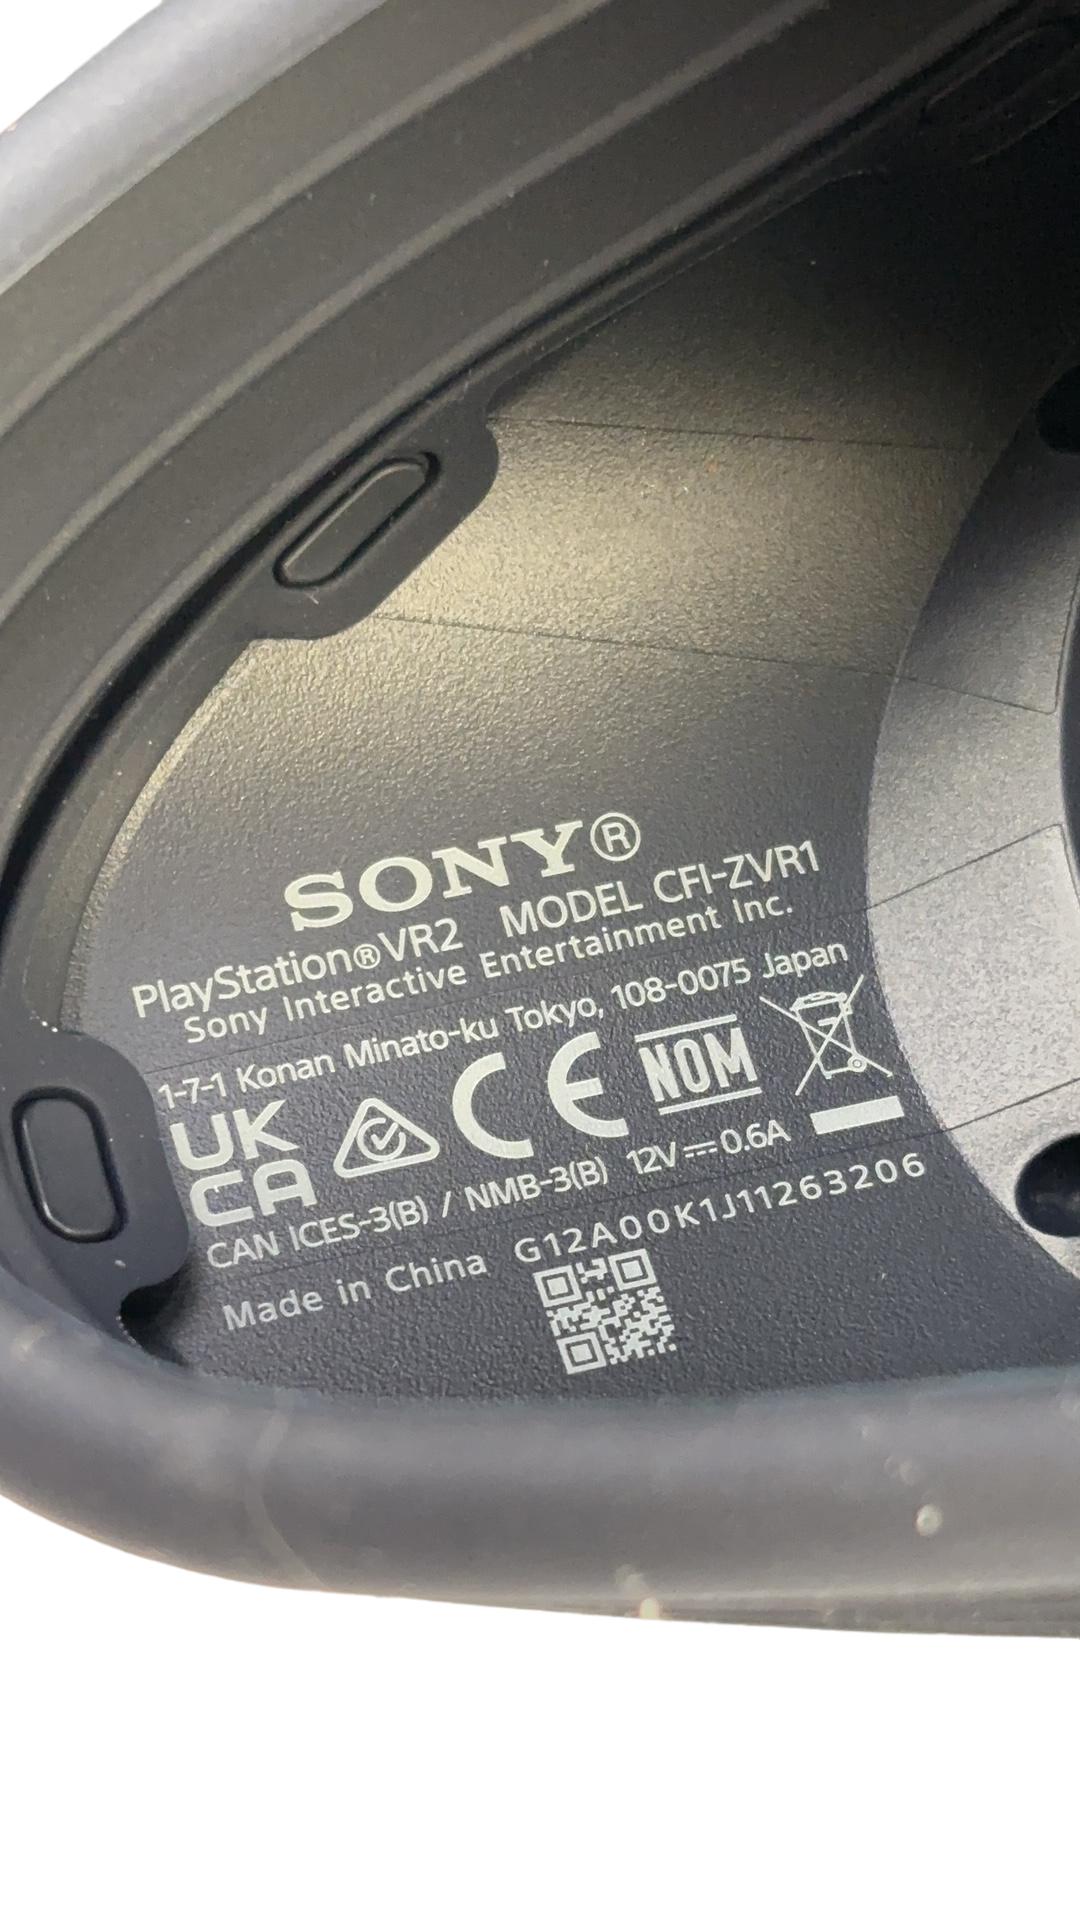 SONY®
PlayStation®VR2 MODEL CFI-ZVR1
Sony Interactive Entertainment Inc.
1-7-1 Konan Minato-ku Tokyo, 108-0075 Japan
UK CA CE NOM
CAN ICES-3(B) / NMB-3(B) 12V⎓0.6A
Made in China G12A00K1J11263206